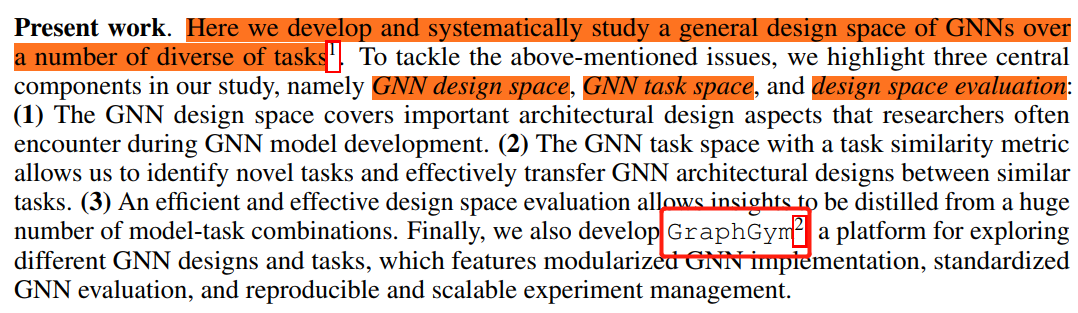 Present work. Here we develop and systematically study a general design space of GNNs over
a number of diverse of tasks¹. To tackle the above-mentioned issues, we highlight three central
components in our study, namely GNN design space, GNN task space, and design space evaluation:
(1) The GNN design space covers important architectural design aspects that researchers often
encounter during GNN model development. (2) The GNN task space with a task similarity metric
allows us to identify novel tasks and effectively transfer GNN architectural designs between similar
tasks. (3) An efficient and effective design space evaluation allows insights to be distilled from a huge
number of model-task combinations. Finally, we also develop GraphGym² a platform for exploring
different GNN designs and tasks, which features modularized GNN implementation, standardized
GNN evaluation, and reproducible and scalable experiment management.